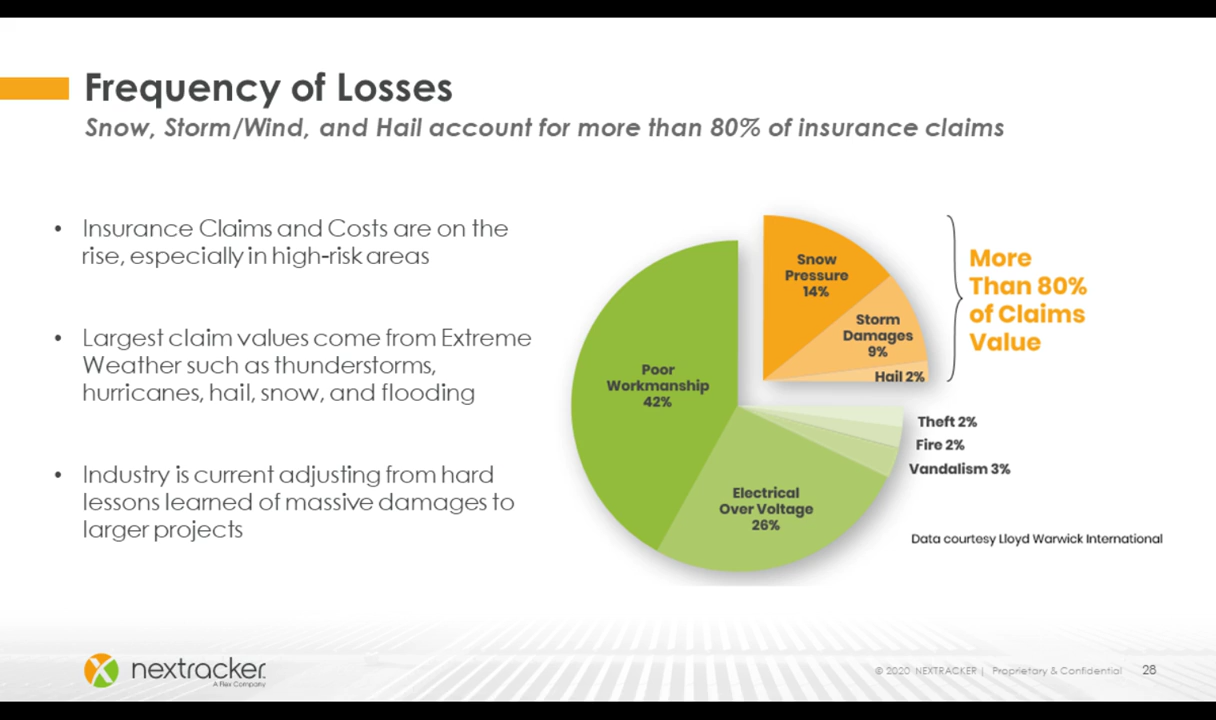 Frequency of Losses
Snow, Storm/Wind, and Hail account for more than 80% of insurance claims
• Insurance Claims and Costs are on the
rise, especially in high-risk areas
• Largest claim values come from Extreme
Weather such as thunderstorms,
hurricanes, hail, snow, and flooding
• Industry is current adjusting from hard
lessons learned of massive damages to
larger projects
Snow
Pressure
14%
Storm
Damages
9%
Hail 2%
More
Than 80%
of Claims
Value
Poor
Workmanship
42%
Theft 2%
Fire 2%
Vandalism 3%
Electrical
Over Voltage
26%
Data courtesy Lloyd Warwick International
nextracker.
A Flex Company
© 2020 NEXTRACKER | Proprietary & Confidential 28